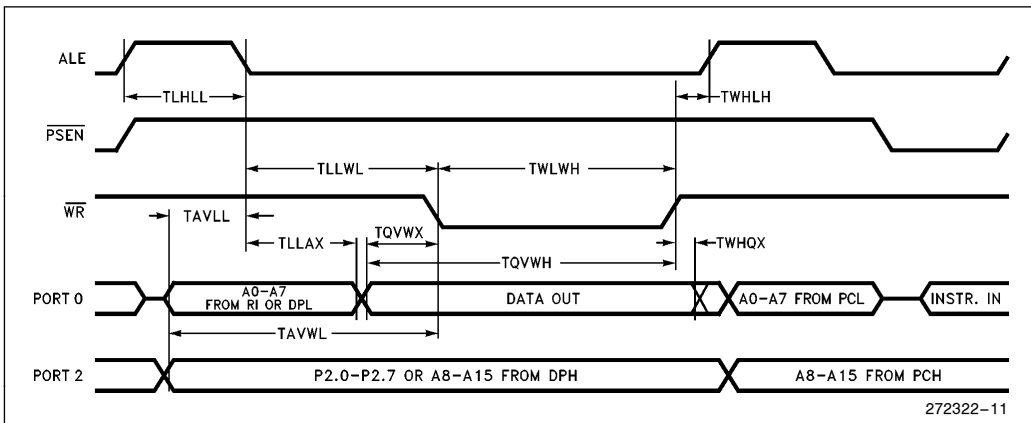 ALE
TLHLL
TWHLH
PSEN
TLLWL
TWLWH
WR
TAVLL
TQVWX
TLLAX
TWHQX
TQVWH
PORT 0
A0–A7
FROM RI OR DPL
DATA OUT
A0–A7 FROM PCL
INSTR. IN
TAVWL
PORT 2
P2.0–P2.7 OR A8–A15 FROM DPH
A8–A15 FROM PCH
272322–11